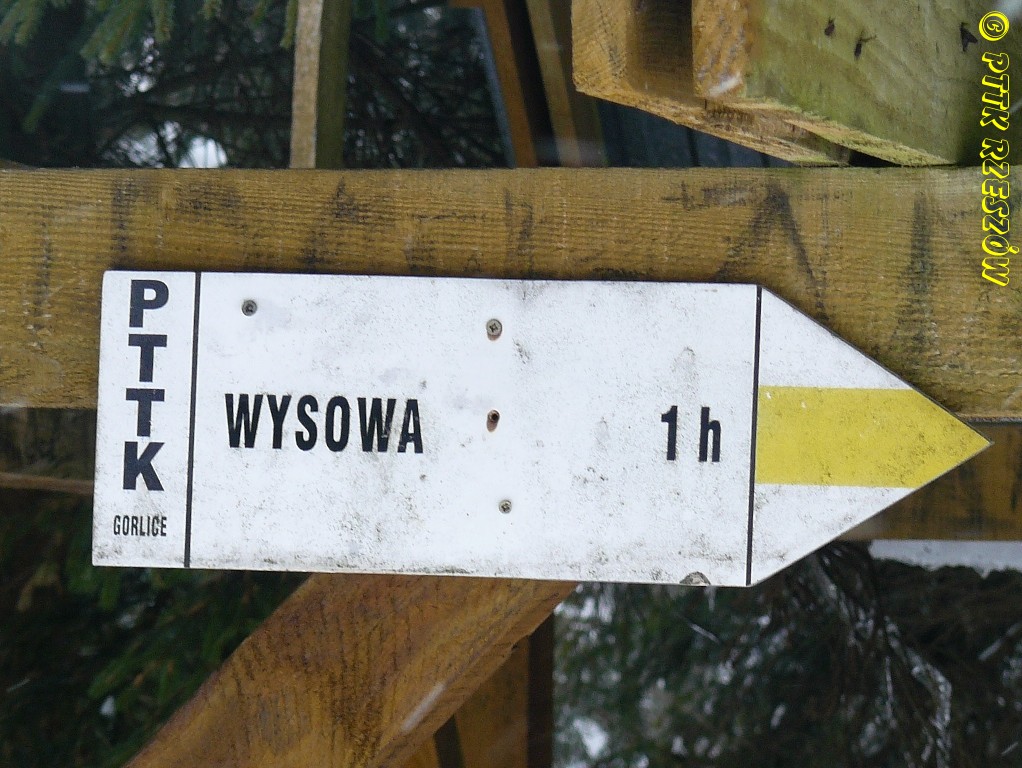 PTTK
GORLICE
WYSOWA
1 h
© PTTK RZESZÓW